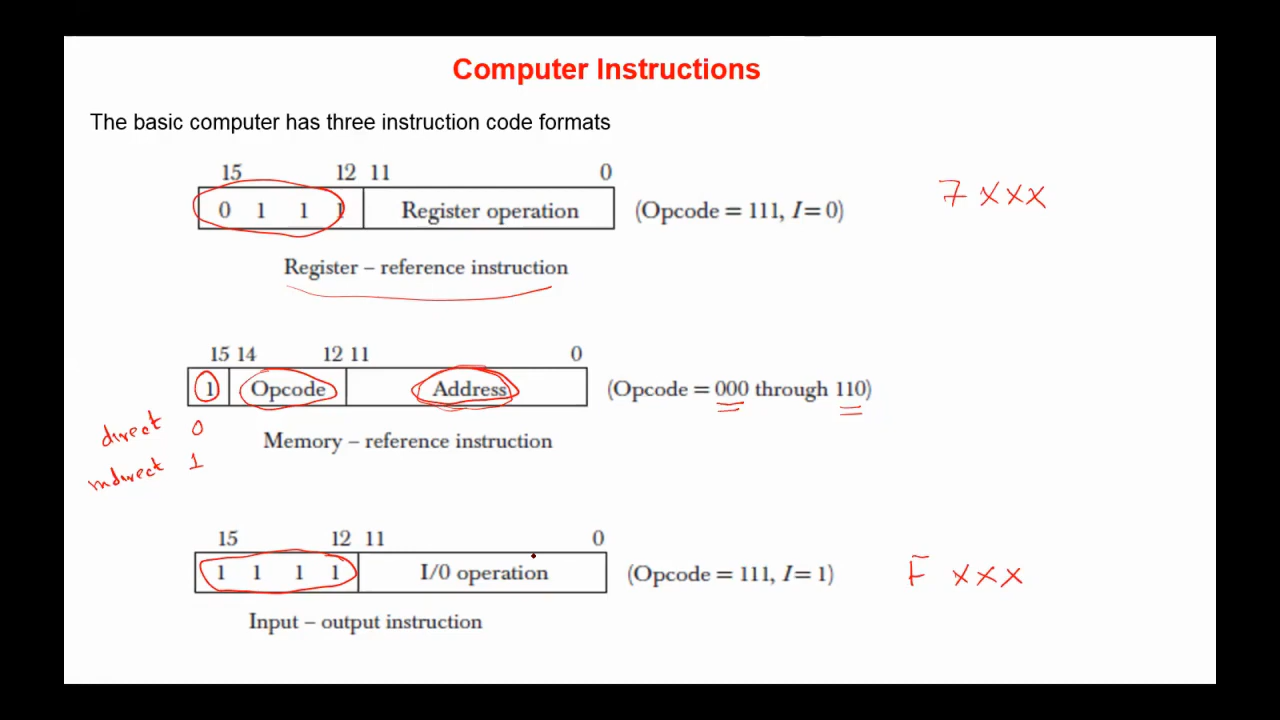 Computer Instructions
The basic computer has three instruction code formats
15 12 11 0
0 1 1 1 Register operation (Opcode = 111, I = 0) 7 x x x
Register – reference instruction
15 14 12 11 0
1 Opcode Address (Opcode = 000 through 110)
direct 0
Memory – reference instruction
indirect 1
15 12 11 0
1 1 1 1 I/0 operation (Opcode = 111, I = 1) F x x x
Input – output instruction